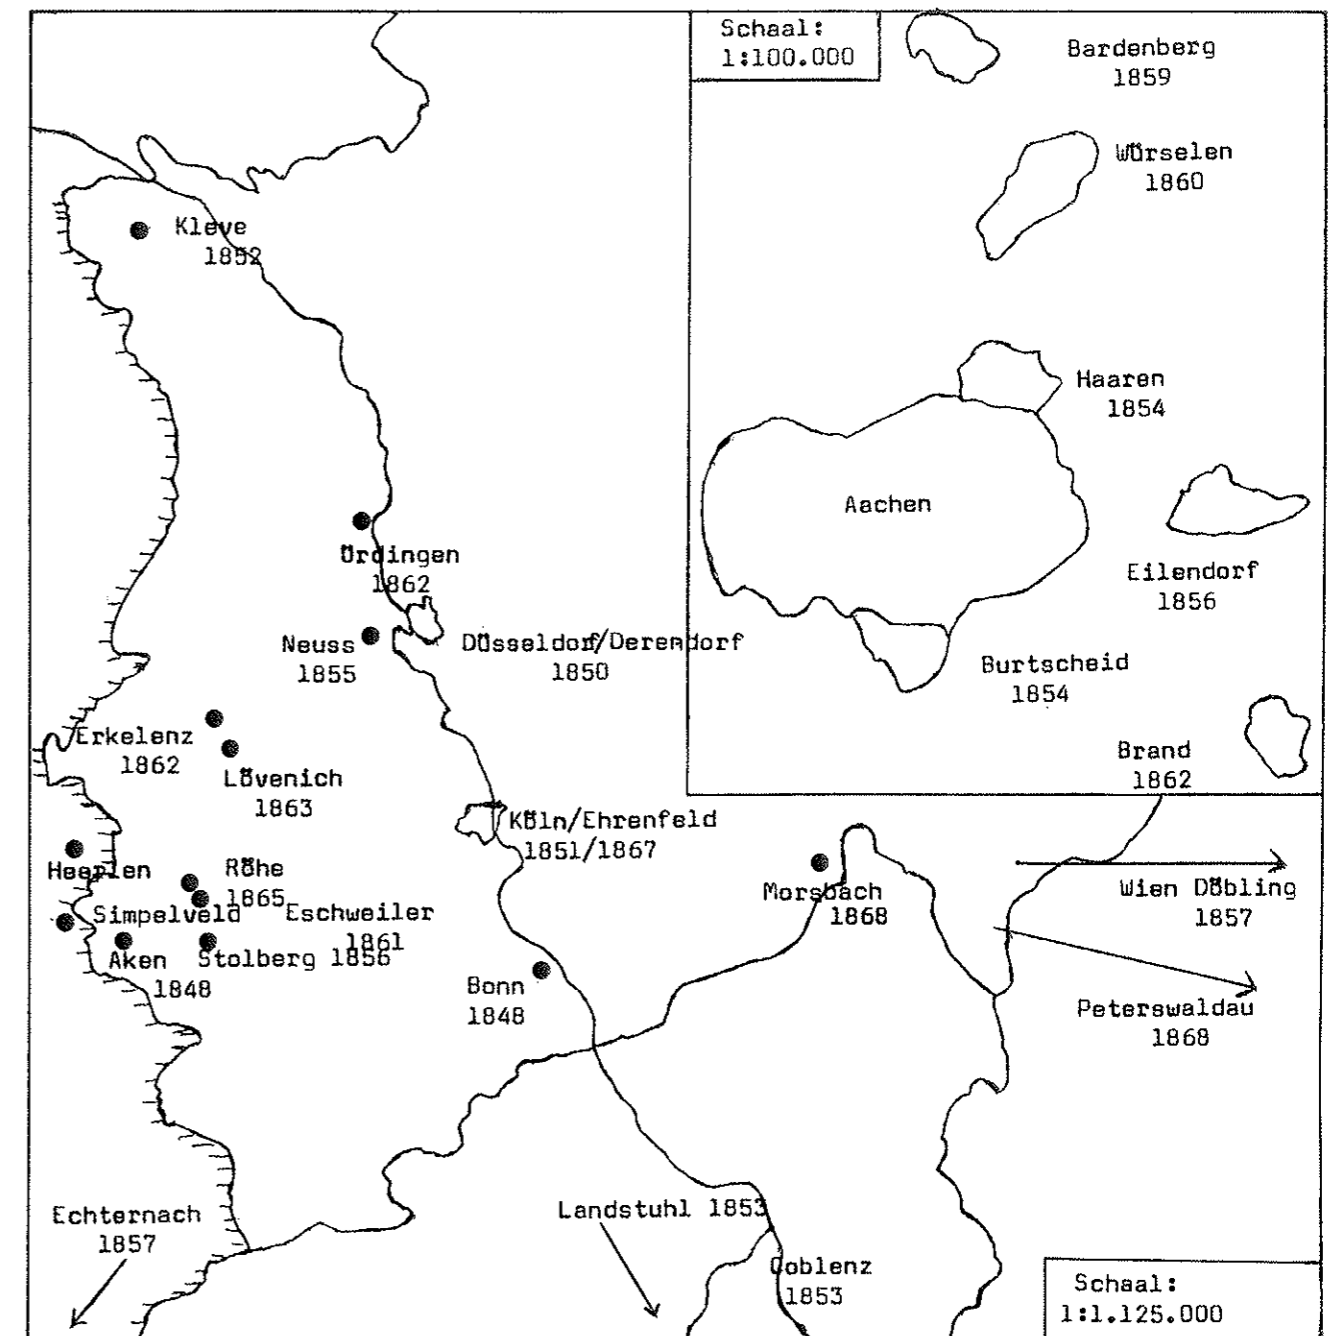 Schaal:
1:100.000
Bardenberg
1859
Würselen
1860
Kleve
1852
Haaren
1854
Aachen
Ürdingen
1862
Eilendorf
1856
Neuss
1855
Düsseldorf/Derendorf
1850
Burtscheid
1854
Erkelenz
1862
Lövenich
1863
Brand
1862
Köln/Ehrenfeld
1851/1867
Heerlen
Röhe
1865
Morsbach
1868
Wien Döbling
1857
Simpelveld
Eschweiler
1861
Aken
1848
Stolberg 1856
Bonn
1848
Peterswaldau
1868
Echternach
1857
Landstuhl 1853
Coblenz
1853
Schaal:
1:1.125.000